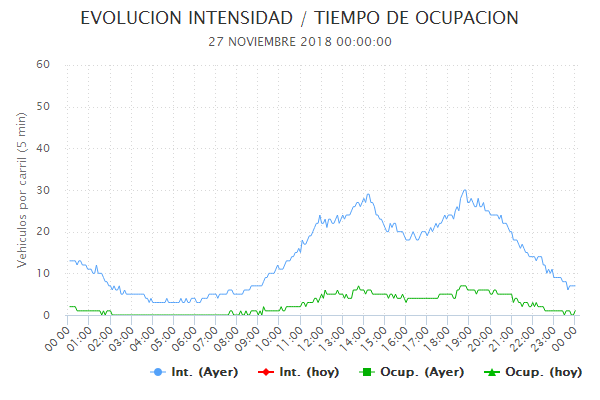 EVOLUCION INTENSIDAD / TIEMPO DE OCUPACION
27 NOVIEMBRE 2018 00:00:00
Vehiculos por carril (5 min)
60
50
40
30
20
10
0
00:00 01:00 02:00 03:00 04:00 05:00 06:00 07:00 08:00 09:00 10:00 11:00 12:00 13:00 14:00 15:00 16:00 17:00 18:00 19:00 20:00 21:00 22:00 23:00 00:00
Int. (Ayer) Int. (hoy) Ocup. (Ayer) Ocup. (hoy)